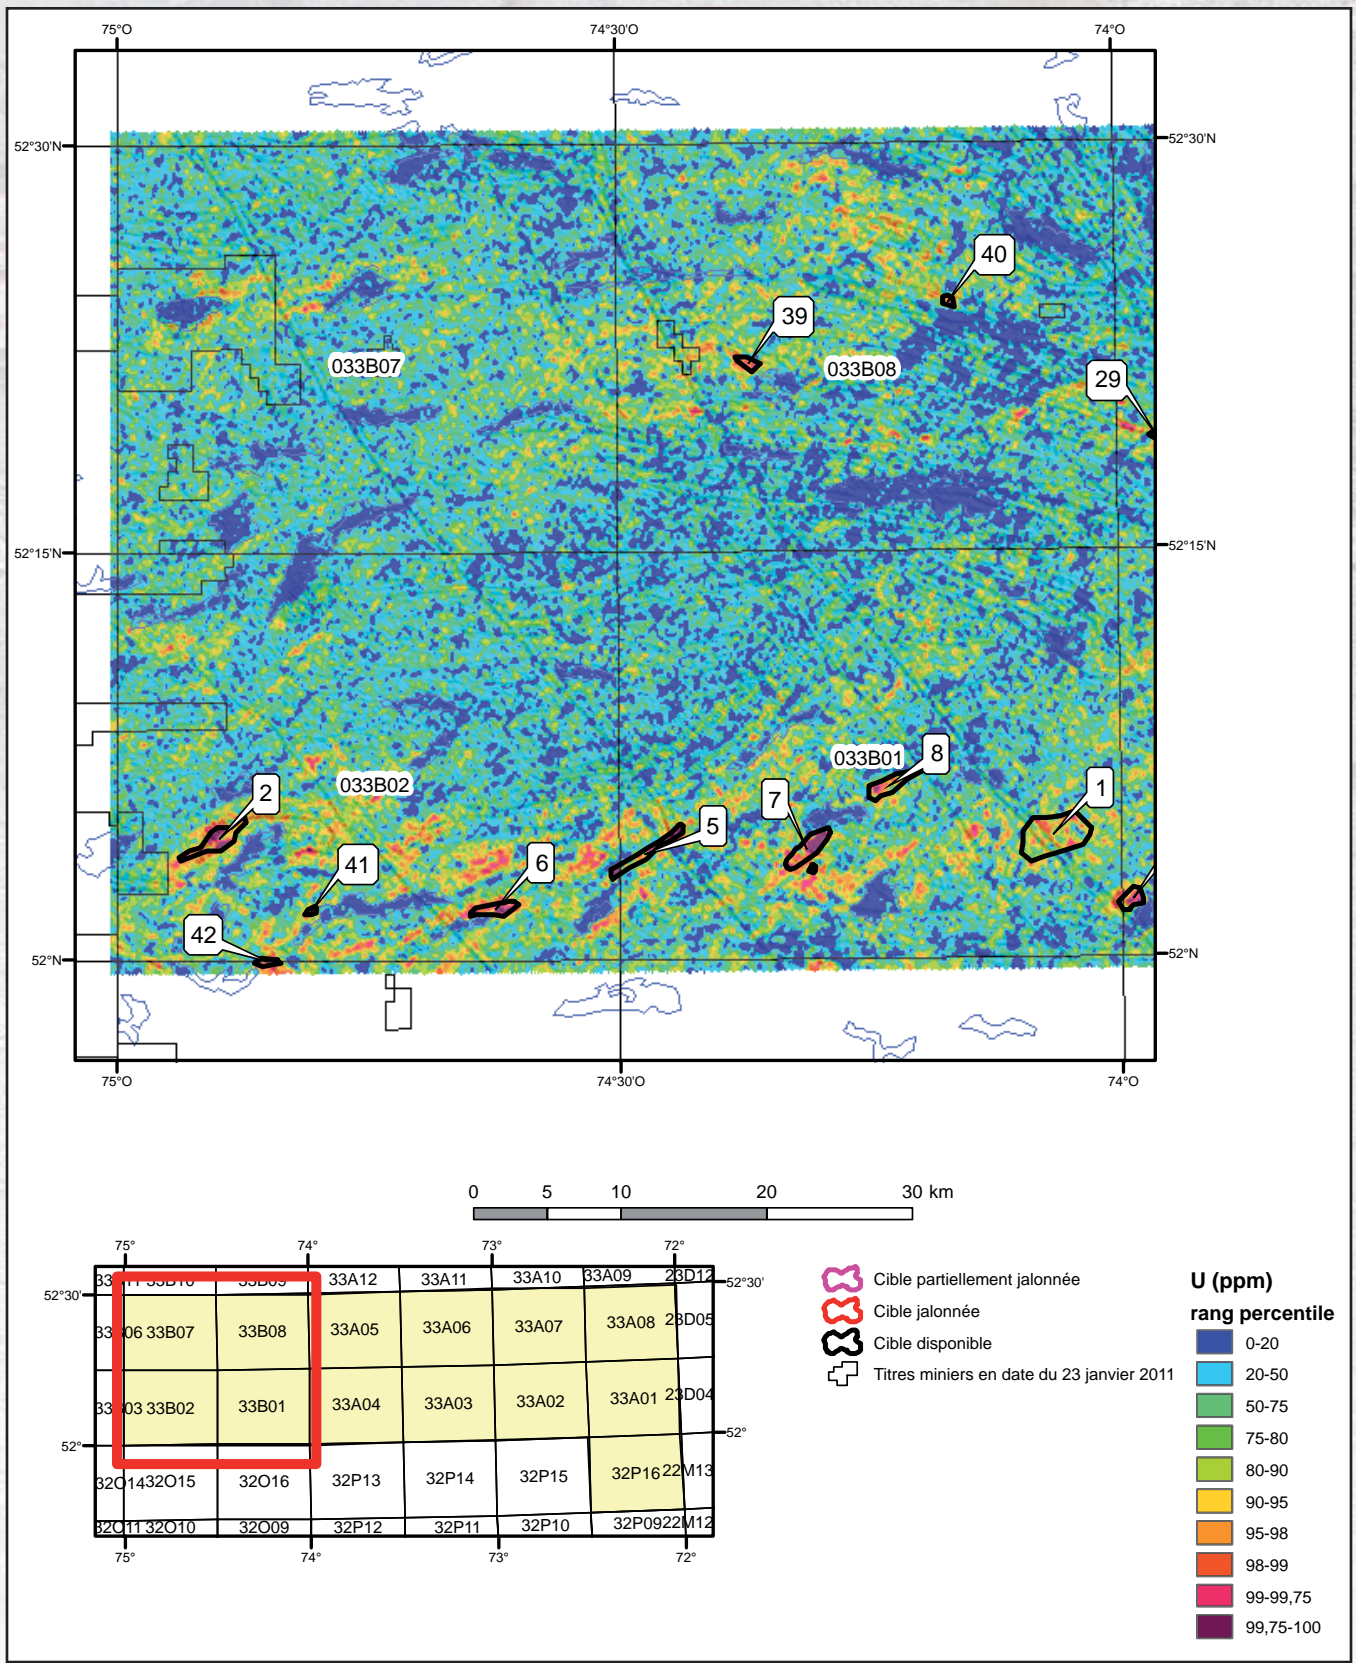 75°O 74°30'O 74°O
52°30'N 52°30'N
40
39
033B07 033B08
29
52°15'N 52°15'N
033B01
8
033B02
2
7
1
5
41
6
42
52°N 52°N
75°O 74°30'O 74°O
0 5 10 20 30 km
75° 74° 73° 72°
33B10 33B09 33A12 33A11 33A10 33A09 23D12
52°30' 52°30'
33B07 33B08 33A05 33A06 33A07 33A08 23D05
33B02 33B01 33A04 33A03 33A02 33A01 23D04
52° 52°
32O14 32O15 32O16 32P13 32P14 32P15 32P16 22M13
32O11 32O10 32O09 32P12 32P11 32P10 32P09 22M12
75° 74° 73° 72°
Cible partiellement jalonnée
Cible jalonnée
Cible disponible
Titres miniers en date du 23 janvier 2011
U (ppm)
rang percentile
0-20
20-50
50-75
75-80
80-90
90-95
95-98
98-99
99-99,75
99,75-100